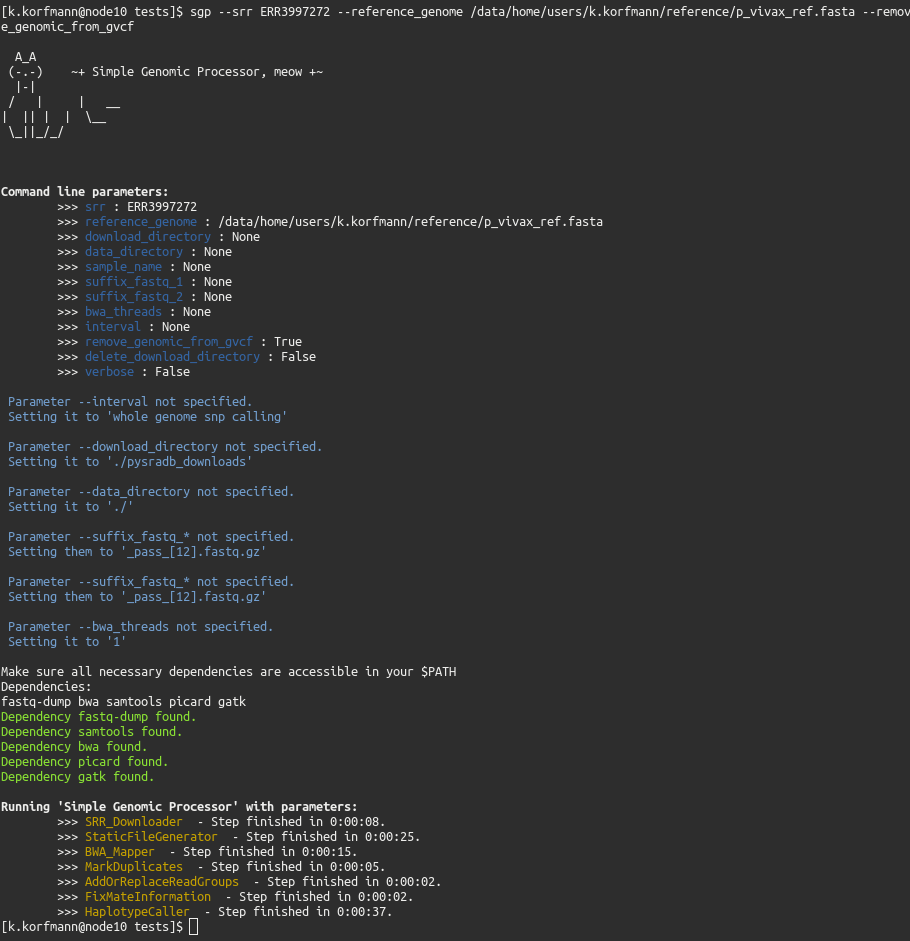 [k.korfmann@node10 tests]$ sgp --srr ERR3997272 --reference_genome /data/home/users/k.korfmann/reference/p_vivax_ref.fasta --remov
e_genomic_from_gvcf
  A_A
 (-.-)    ~+ Simple Genomic Processor, meow +~
  |-|
 /   |     |   __
|  || |  |  \__
 \_||_/_/
Command line parameters:
        >>> srr : ERR3997272
        >>> reference_genome : /data/home/users/k.korfmann/reference/p_vivax_ref.fasta
        >>> download_directory : None
        >>> data_directory : None
        >>> sample_name : None
        >>> suffix_fastq_1 : None
        >>> suffix_fastq_2 : None
        >>> bwa_threads : None
        >>> interval : None
        >>> remove_genomic_from_gvcf : True
        >>> delete_download_directory : False
        >>> verbose : False
 Parameter --interval not specified.
 Setting it to 'whole genome snp calling'
 Parameter --download_directory not specified.
 Setting it to './pysradb_downloads'
 Parameter --data_directory not specified.
 Setting it to './'
 Parameter --suffix_fastq_* not specified.
 Setting them to '_pass_[12].fastq.gz'
 Parameter --suffix_fastq_* not specified.
 Setting them to '_pass_[12].fastq.gz'
 Parameter --bwa_threads not specified.
 Setting it to '1'
Make sure all necessary dependencies are accessible in your $PATH
Dependencies:
fastq-dump bwa samtools picard gatk
Dependency fastq-dump found.
Dependency samtools found.
Dependency bwa found.
Dependency picard found.
Dependency gatk found.
Running 'Simple Genomic Processor' with parameters:
        >>> SRR_Downloader  - Step finished in 0:00:08.
        >>> StaticFileGenerator  - Step finished in 0:00:25.
        >>> BWA_Mapper  - Step finished in 0:00:15.
        >>> MarkDuplicates  - Step finished in 0:00:05.
        >>> AddOrReplaceReadGroups  - Step finished in 0:00:02.
        >>> FixMateInformation  - Step finished in 0:00:02.
        >>> HaplotypeCaller  - Step finished in 0:00:37.
[k.korfmann@node10 tests]$